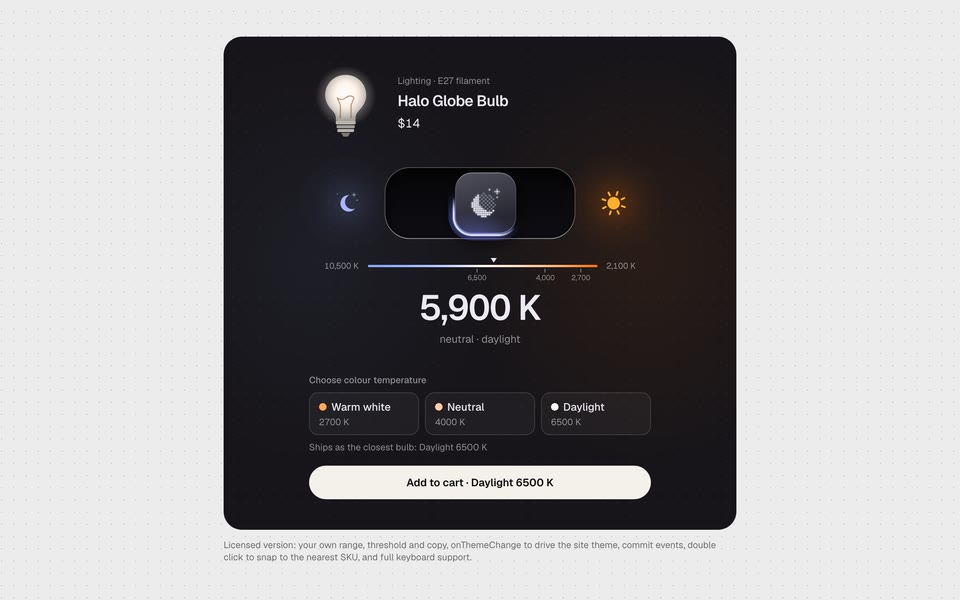 Lighting · E27 filament
Halo Globe Bulb
$14
10,500 K
2,100 K
6,500
4,000
2,700
5,900 K
neutral · daylight
Choose colour temperature
Warm white
2700 K
Neutral
4000 K
Daylight
6500 K
Ships as the closest bulb: Daylight 6500 K
Add to cart · Daylight 6500 K
Licensed version: your own range, threshold and copy, onThemeChange to drive the site theme, commit events, double
click to snap to the nearest SKU, and full keyboard support.